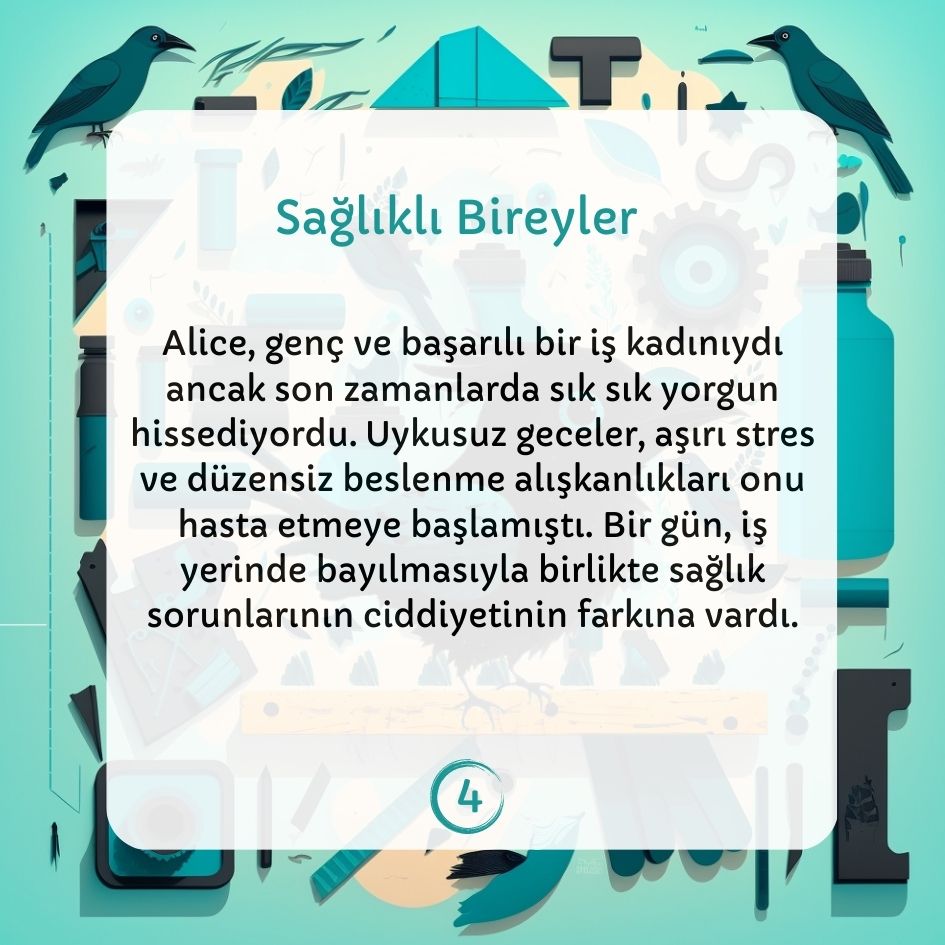 Sağlıklı Bireyler
Alice, genç ve başarılı bir iş kadınıydı
ancak son zamanlarda sık sık yorgun
hissediyordu. Uykusuz geceler, aşırı stres
ve düzensiz beslenme alışkanlıkları onu
hasta etmeye başlamıştı. Bir gün, iş
yerinde bayılmasıyla birlikte sağlık
sorunlarının ciddiyetinin farkına vardı.
4